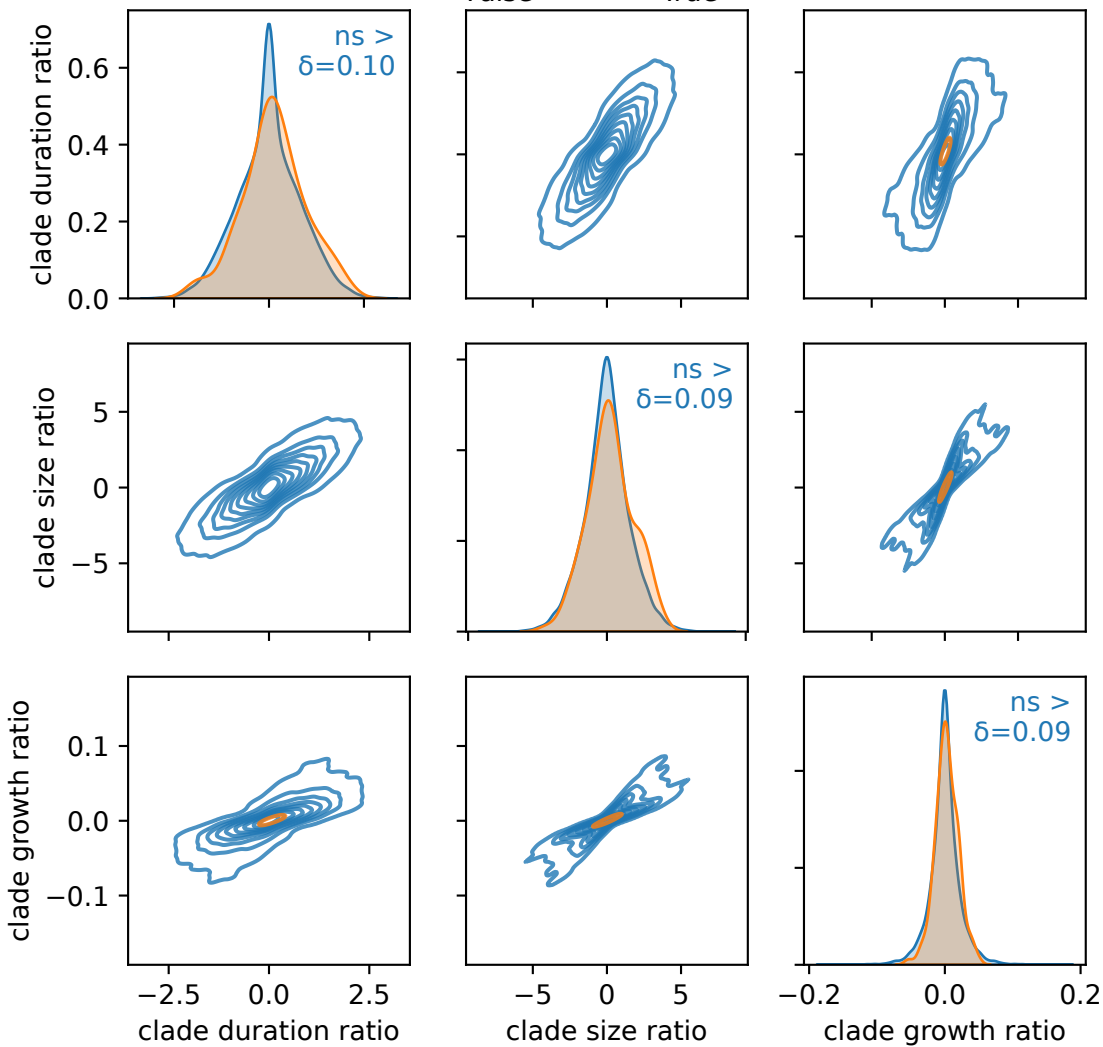 clade duration ratio
0.6
0.4
0.2
0.0
ns >
δ=0.10
clade size ratio
5
0
−5
ns >
δ=0.09
clade growth ratio
0.1
0.0
−0.1
ns >
δ=0.09
−2.5 0.0 2.5
−5 0 5
−0.2 0.0 0.2
clade duration ratio
clade size ratio
clade growth ratio